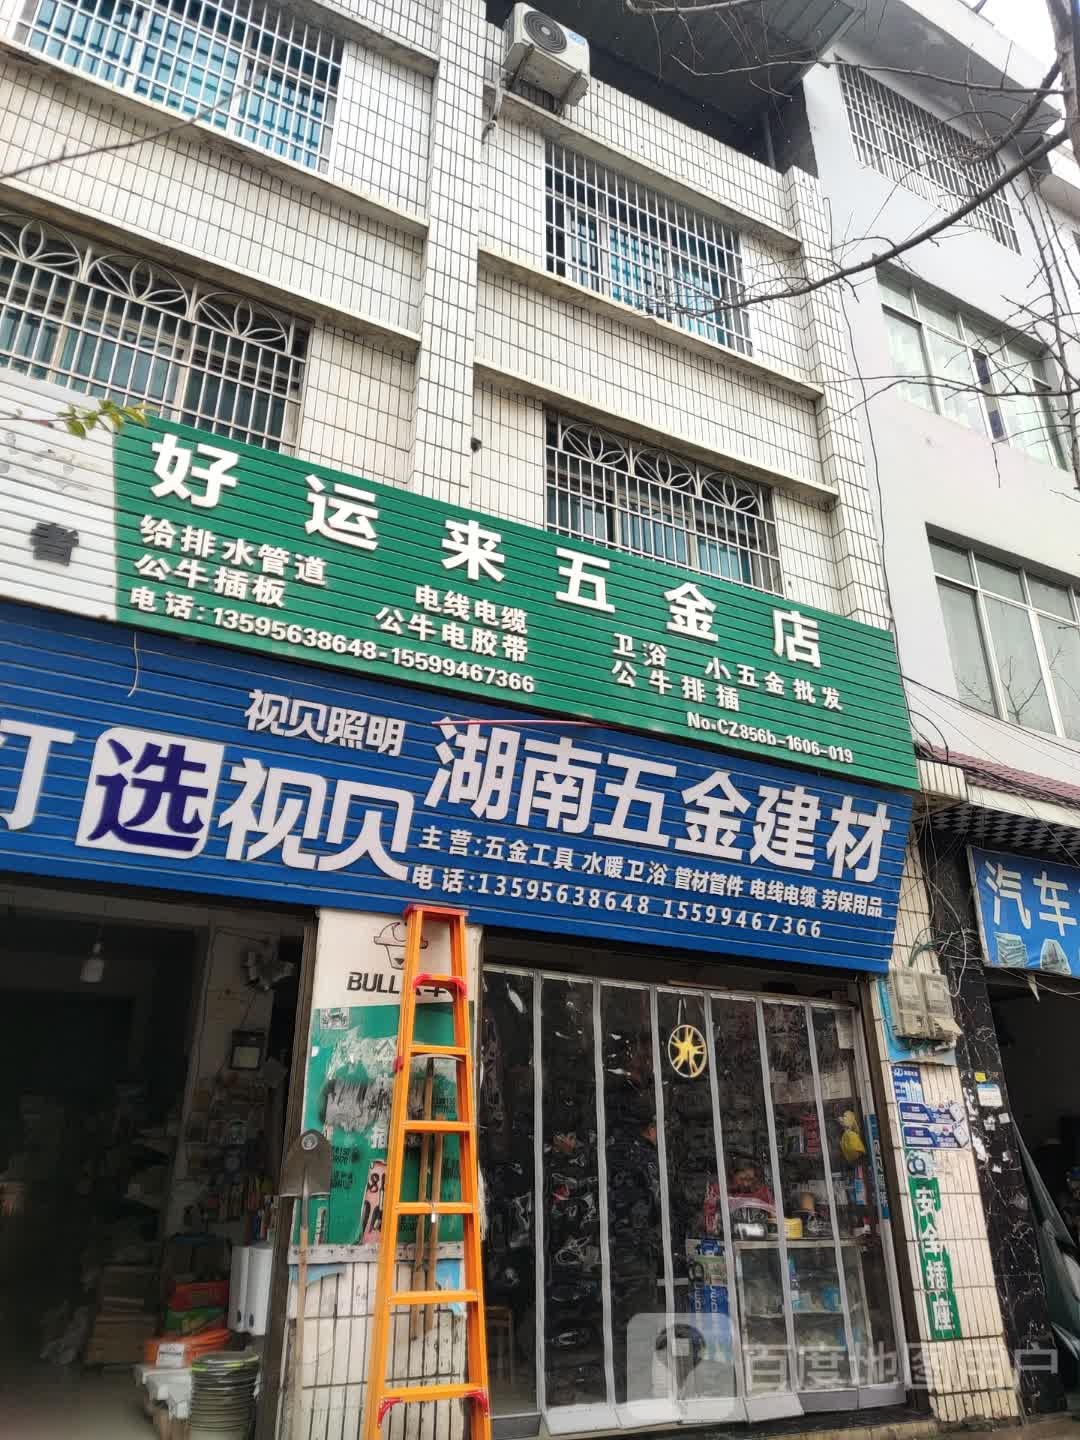 者
好运来五金店
给排水管道 电线电缆 卫浴 小五金批发
公牛插板 公牛电胶带 公牛排插
电话:13595638648-15599467366
No.CZ856b-1606-019
视贝照明
灯选视贝
湖南五金建材
主营:五金工具 水暖卫浴 管材管件 电线电缆 劳保用品
电话:13595638648 15599467366
汽车
BULL
安全插座
百度地图用户